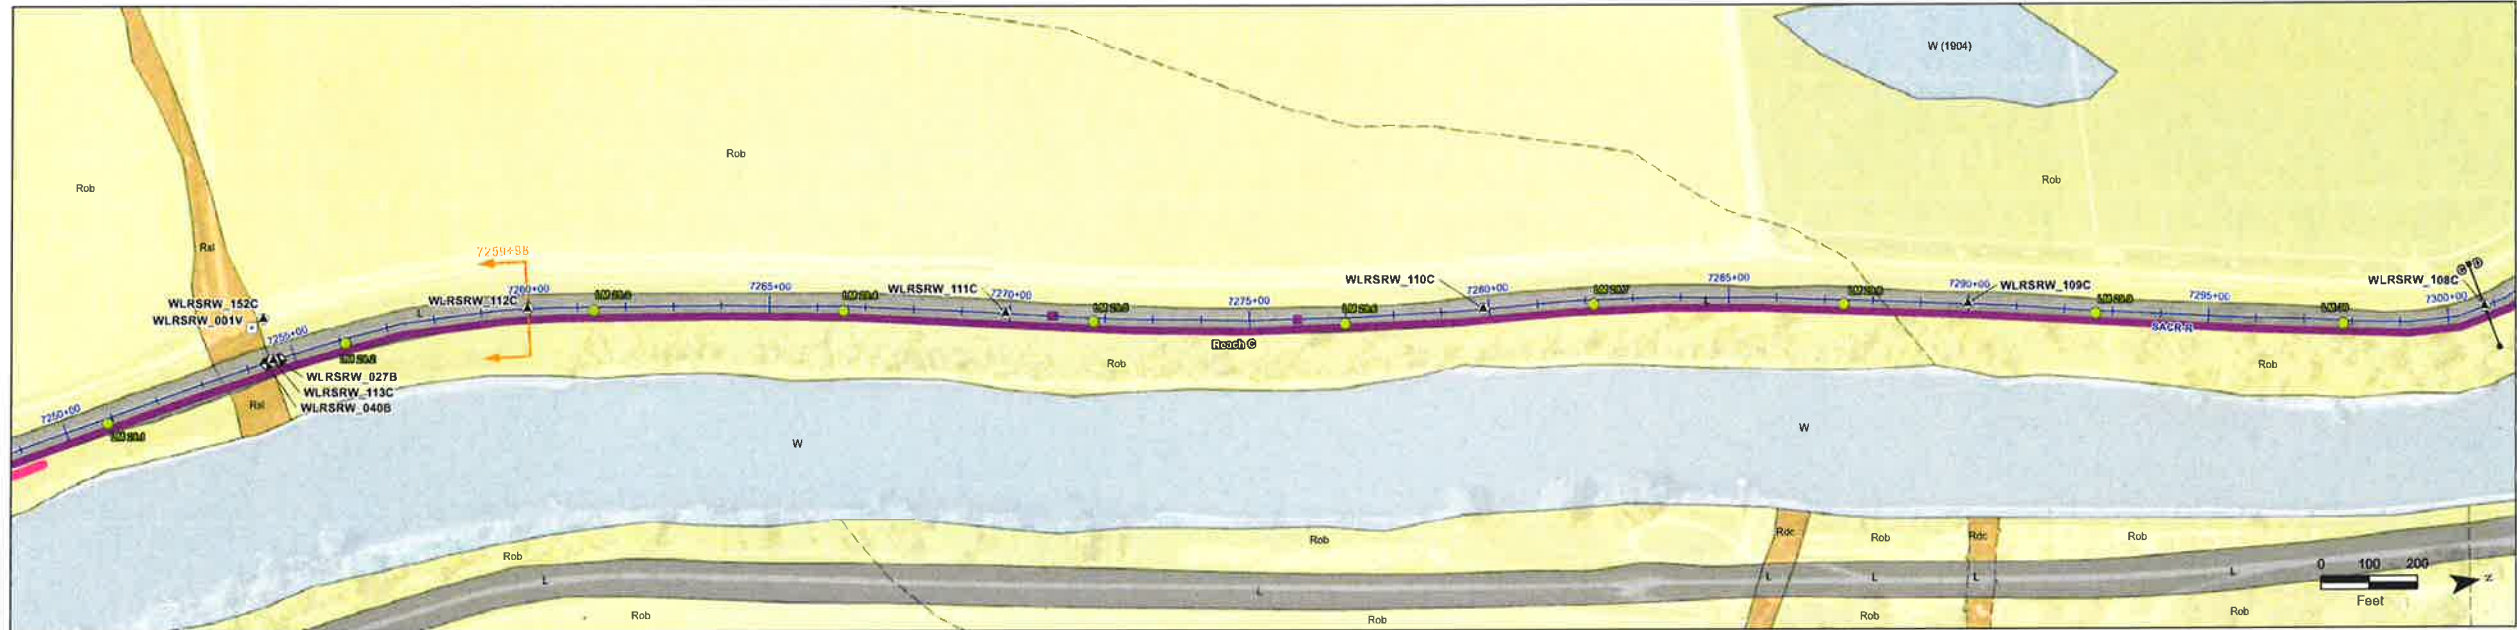 W (1904)
Rob
Rob
Rob
Rsl
7259+98
WLRSRW_152C
WLRSRW_001V
WLRSRW_112C
7260+00
7265+00
WLRSRW_111C
7270+00
7275+00
WLRSRW_110C
7280+00
7285+00
7290+00
WLRSRW_109C
7295+00
WLRSRW_108C
C
D
7300+00
L
L
7255+00
7250+00
SACR-R
Reach C
Rob
Rob
WLRSRW_027B
WLRSRW_113C
WLRSRW_040B
Rsl
W
W
Rob
Rob
Rdc
Rob
Rdc
Rob
L
L
L
L
L
L
Rob
Rob
Rob
Rob
0 100 200
Feet
N